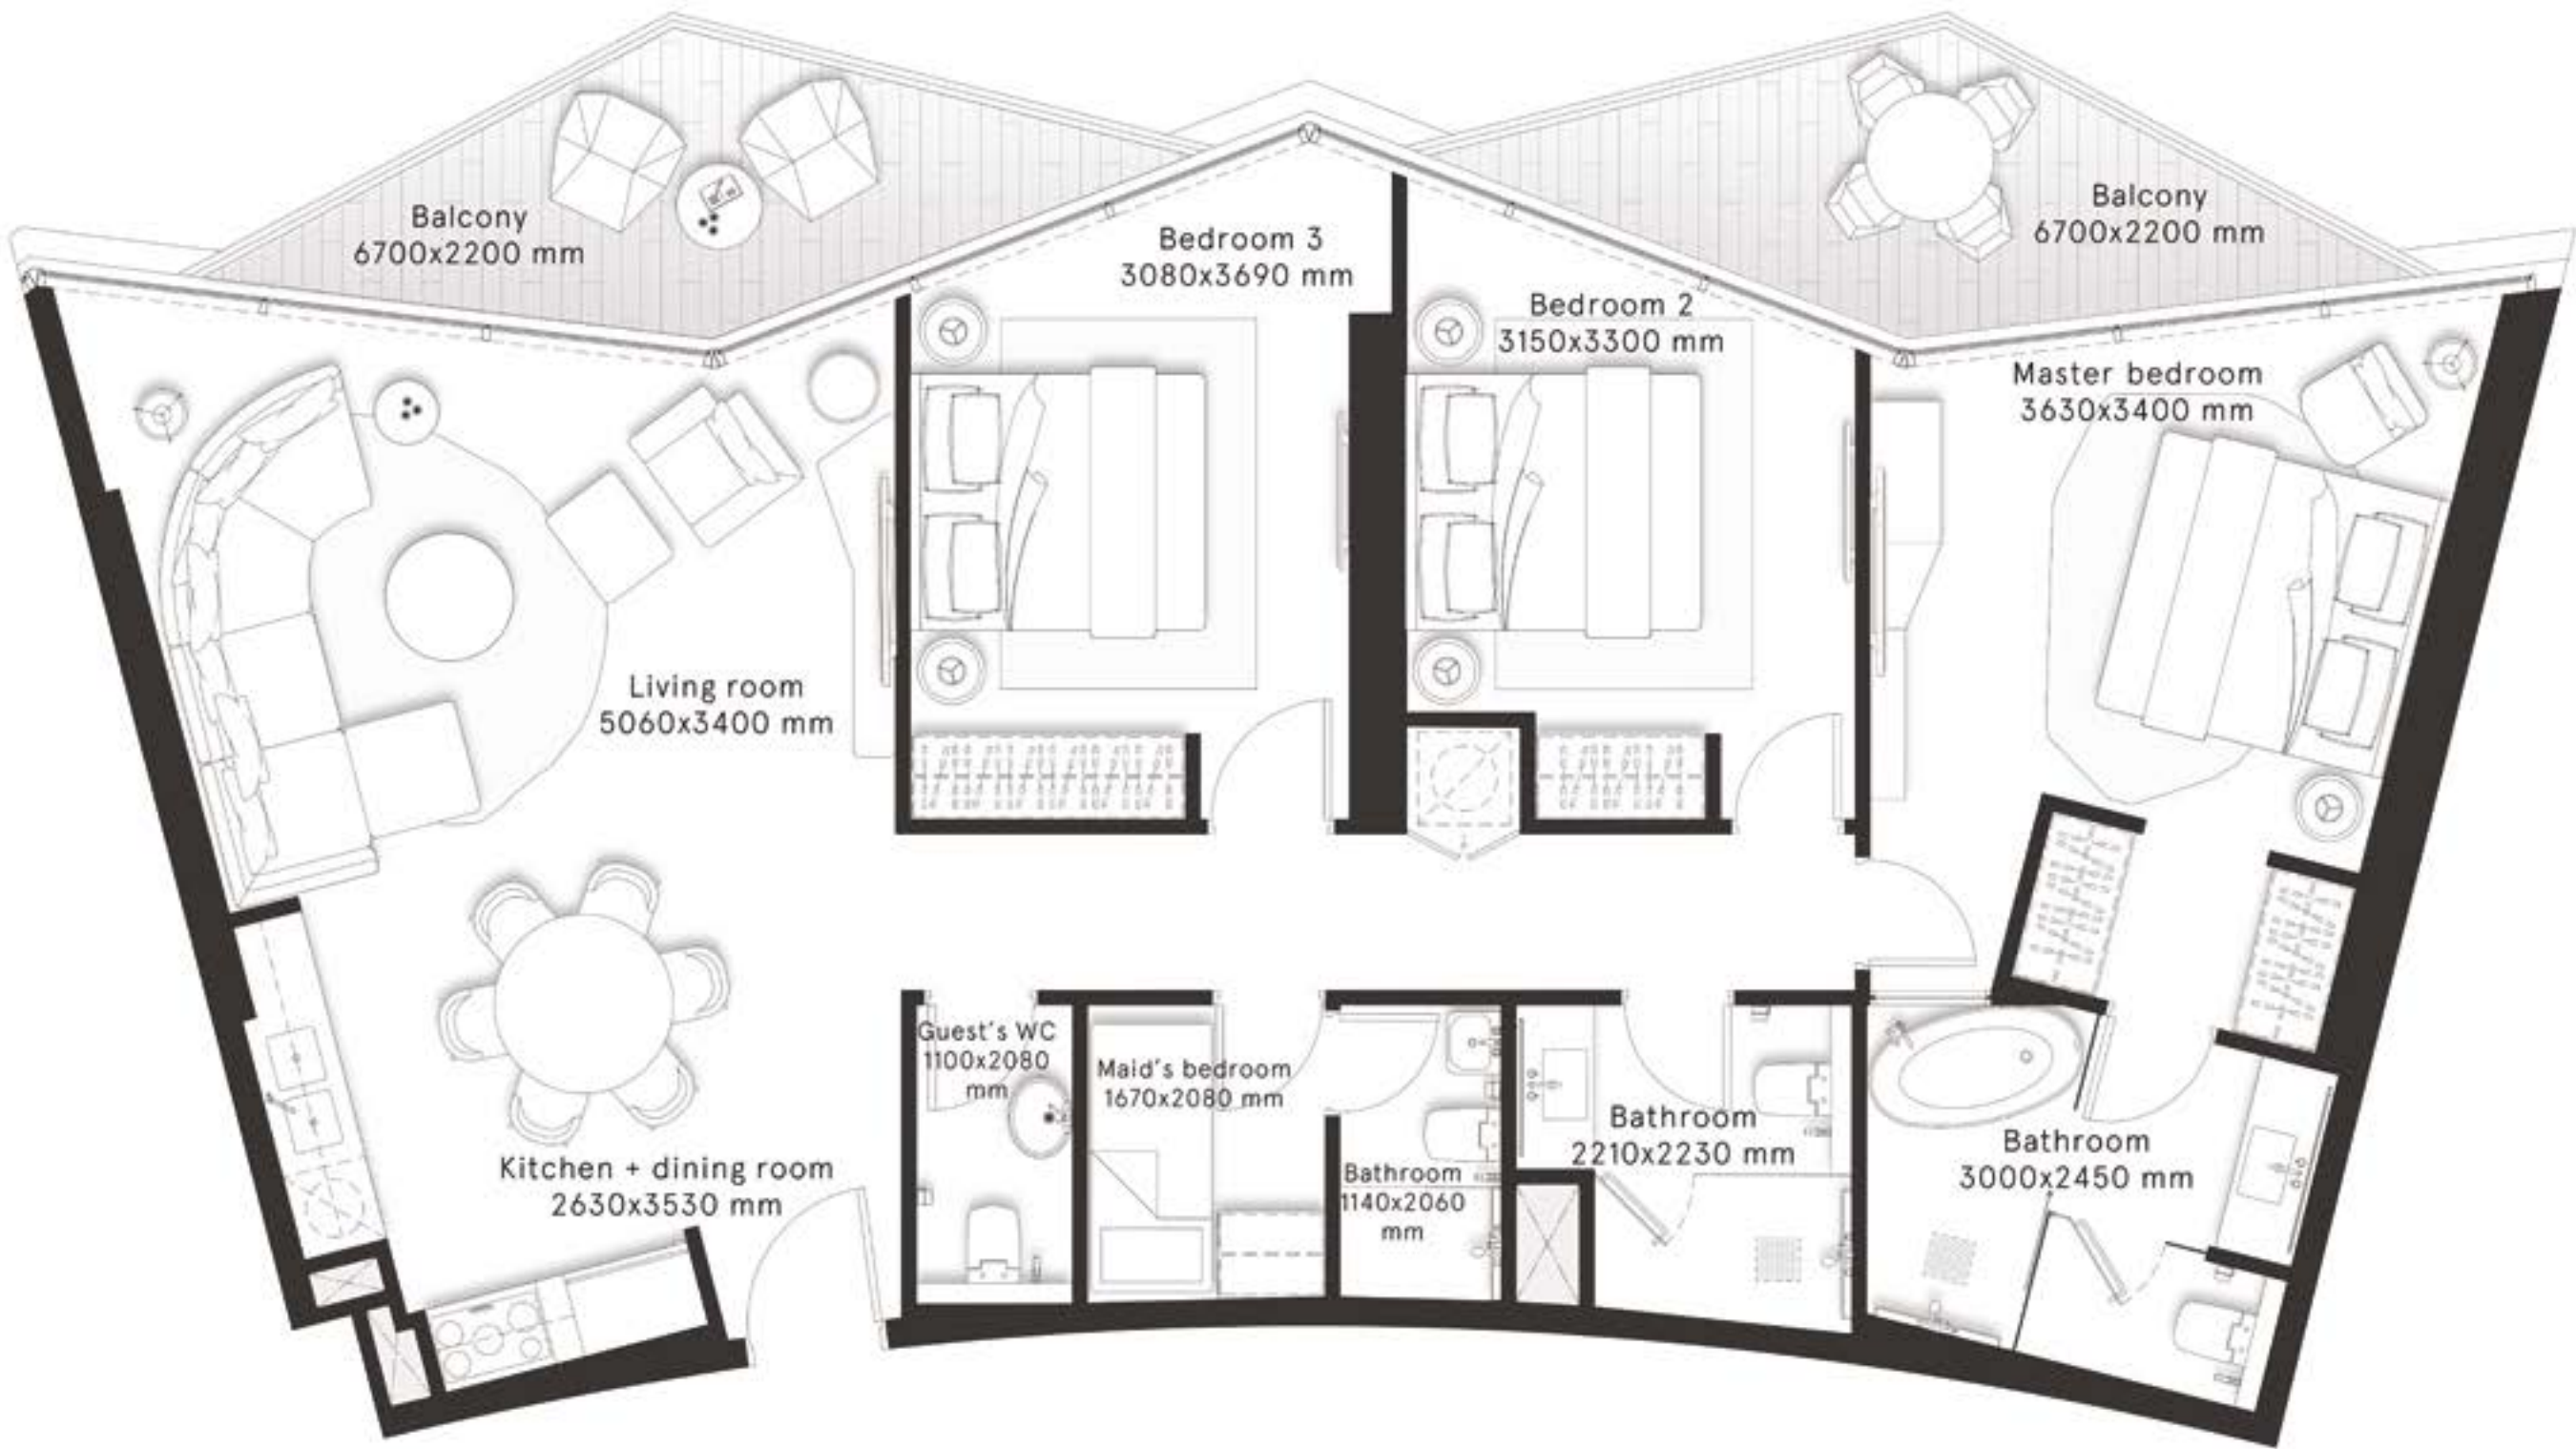 Balcony
6700x2200 mm
Balcony
6700x2200 mm
Bedroom 3
3080x3690 mm
Bedroom 2
3150x3300 mm
Master bedroom
3630x3400 mm
Living room
5060x3400 mm
Guest's WC
1100x2080
mm
Maid's bedroom
1670x2080 mm
Bathroom
2210x2230 mm
Bathroom
3000x2450 mm
Kitchen + dining room
2630x3530 mm
Bathroom
1140x2060
mm